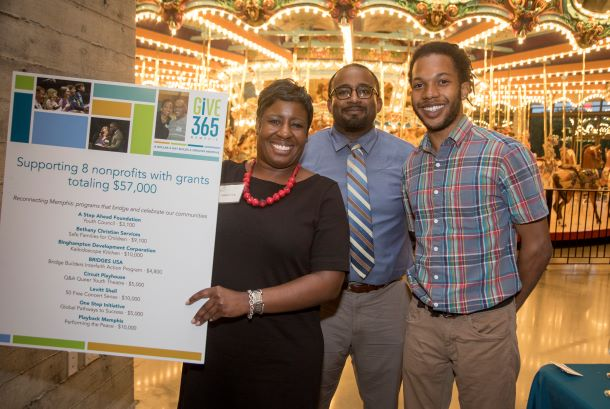 GiVE
365
MEMPHIS
Supporting 8 nonprofits with grants
totaling $57,000
Reconnecting Memphis: programs that bridge and celebrate our communities
A Step Ahead Foundation
Youth Council - $3,100
Bethany Christian Services
Safe Families for Children - $9,100
Binghampton Development Corporation
Kaleidoscope Kitchen - $10,000
BRIDGES USA
Bridge Builders Interfaith Action Program - $4,800
Circuit Playhouse
Q&A Queer Youth Theatre - $5,000
Levitt Shell
50 Free Concert Series - $10,000
One Step Initiative
Global Pathways to Success - $5,000
Playback Memphis
Performing the Peace - $10,000